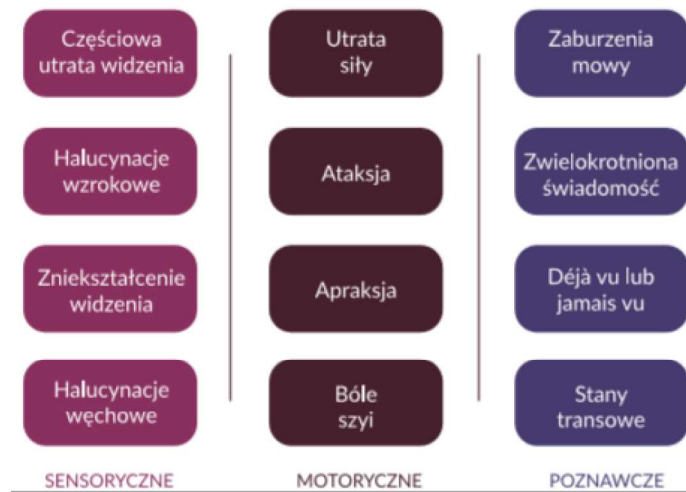 Częściowa
utrata widzenia
Utrata
siły
Zaburzenia
mowy
Halucynacje
wzrokowe
Ataksja
Zwielokrotniona
świadomość
Zniekształcenie
widzenia
Apraksja
Déjà vu lub
jamais vu
Halucynacje
węchowe
Bóle
szyi
Stany
transowe
SENSORYCZNE
MOTORYCZNE
POZNAWCZE